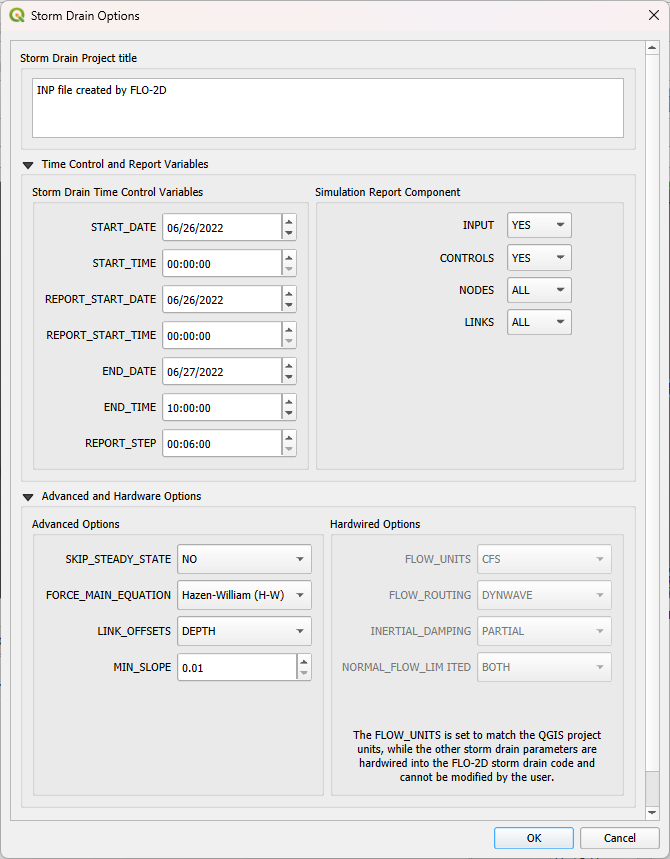 Storm Drain Options
Storm Drain Project title
INP file created by FLO-2D
Time Control and Report Variables
Storm Drain Time Control Variables
START_DATE 06/26/2022
START_TIME 00:00:00
REPORT_START_DATE 06/26/2022
REPORT_START_TIME 00:00:00
END_DATE 06/27/2022
END_TIME 10:00:00
REPORT_STEP 00:06:00
Simulation Report Component
INPUT YES
CONTROLS YES
NODES ALL
LINKS ALL
Advanced and Hardware Options
Advanced Options
SKIP_STEADY_STATE NO
FORCE_MAIN_EQUATION Hazen-William (H-W)
LINK_OFFSETS DEPTH
MIN_SLOPE 0.01
Hardwired Options
FLOW_UNITS CFS
FLOW_ROUTING DYNWAVE
INERTIAL_DAMPING PARTIAL
NORMAL_FLOW_LIM ITED BOTH
The FLOW_UNITS is set to match the QGIS project
units, while the other storm drain parameters are
hardwired into the FLO-2D storm drain code and
cannot be modified by the user.
OK Cancel